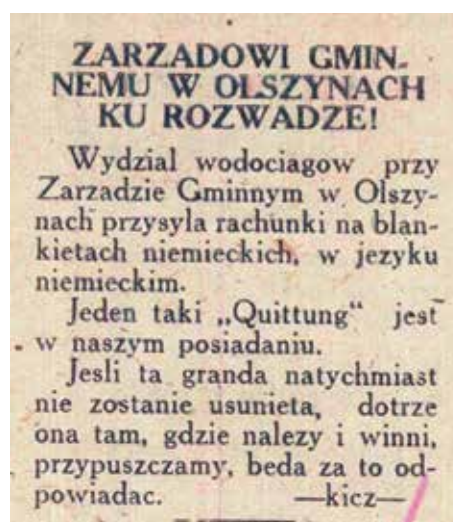 ZARZADOWI GMIN-
NEMU W OLSZYNACH
KU ROZWADZE!
Wydzial wodociagow przy
Zarzadzie Gminnym w Olszy-
nach przysyla rachunki na blan-
kietach niemieckich, w jezyku
niemieckim.
Jeden taki „Quittung“ jest
w naszym posiadaniu.
Jesli ta granda natychmiast
nie zostanie usunieta, dotrze
ona tam, gdzie nalezy i winni,
przypuszczamy, beda za to od-
powiadac. —kicz—